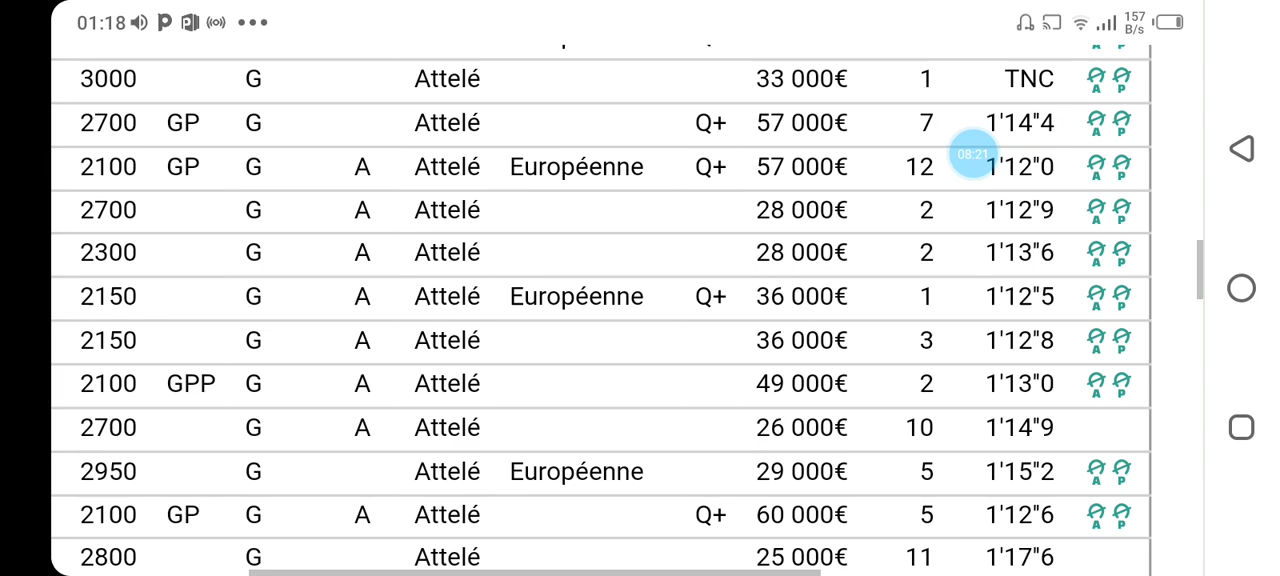 01:18 157 B/s
3000 G Attelé 33 000€ 1 TNC A P
2700 GP G Attelé Q+ 57 000€ 7 1'14"4 A P
08:21
2100 GP G A Attelé Européenne Q+ 57 000€ 12 1'12"0 A P
2700 G A Attelé 28 000€ 2 1'12"9 A P
2300 G A Attelé 28 000€ 2 1'13"6 A P
2150 G A Attelé Européenne Q+ 36 000€ 1 1'12"5 A P
2150 G A Attelé 36 000€ 3 1'12"8 A P
2100 GPP G A Attelé 49 000€ 2 1'13"0 A P
2700 G A Attelé 26 000€ 10 1'14"9
2950 G Attelé Européenne 29 000€ 5 1'15"2 A P
2100 GP G A Attelé Q+ 60 000€ 5 1'12"6 A P
2800 G Attelé 25 000€ 11 1'17"6